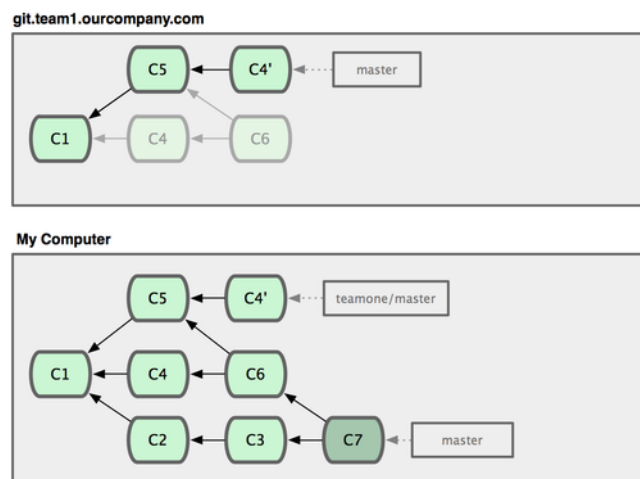 git.team1.ourcompany.com
C5 C4' master
C1 C4 C6
My Computer
C5 C4' teamone/master
C1 C4 C6
C2 C3 C7 master